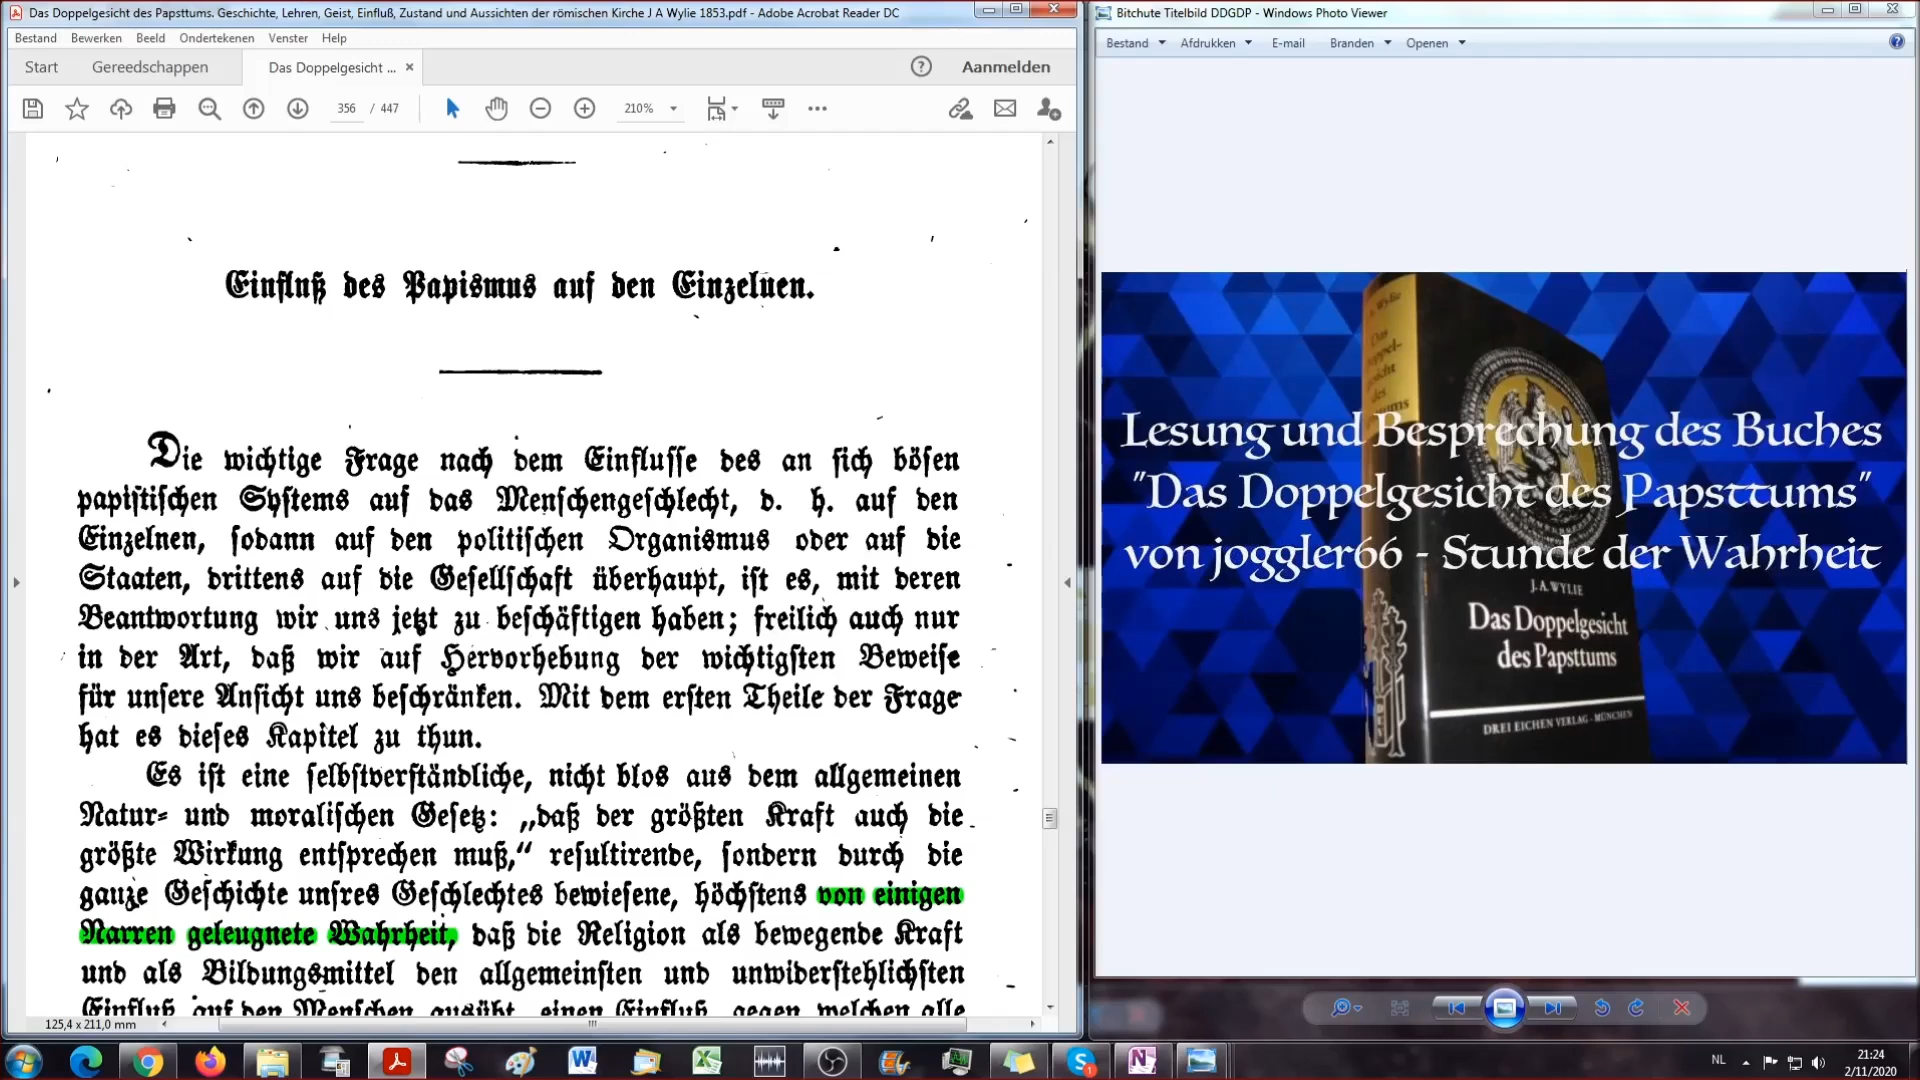 Das Doppelgesicht des Papsttums. Geschichte, Lehren, Geist, Einfluß, Zustand und Aussichten der römischen Kirche J A Wylie 1853.pdf - Adobe Acrobat Reader DC
Bestand Bewerken Beeld Ondertekenen Venster Help
Start Gereedschappen Das Doppelgesicht ... Aanmelden
356 / 447 210%
Einfluß des Papismus auf den Einzelnen.
Die wichtige Frage nach dem Einflusse des an sich bösen
papistischen Systems auf das Menschengeschlecht, d. h. auf den
Einzelnen, sodann auf den politischen Organismus oder auf die
Staaten, drittens auf die Gesellschaft überhaupt, ist es, mit deren
Beantwortung wir uns jetzt zu beschäftigen haben; freilich auch nur
in der Art, daß wir auf Hervorhebung der wichtigsten Beweise
für unsere Ansicht uns beschränken. Mit dem ersten Theile der Frage
hat es dieses Kapitel zu thun.
Es ist eine selbstverständliche, nicht blos aus dem allgemeinen
Natur- und moralischen Gesetz: „daß der größten Kraft auch die
größte Wirkung entsprechen muß,“ resultirende, sondern durch die
ganze Geschichte unsres Geschlechtes bewiesene, höchstens von einigen
Narren geleugnete Wahrheit, daß die Religion als bewegende Kraft
und als Bildungsmittel den allgemeinsten und unwiderstehlichsten
Einfluß auf den Menschen ausübt, einen Einfluß, gegen welchen alle
125,4 x 211,0 mm
Bitchute Titelbild DDGDP - Windows Photo Viewer
Bestand Afdrukken E-mail Branden Openen
Lesung und Besprechung des Buches
"Das Doppelgesicht des Papsttums"
von joggler66 - Stunde der Wahrheit
J.A. WYLIE
Das Doppelgesicht
des Papsttums
DREI EICHEN VERLAG · MÜNCHEN
NL
21:24
2/11/2020